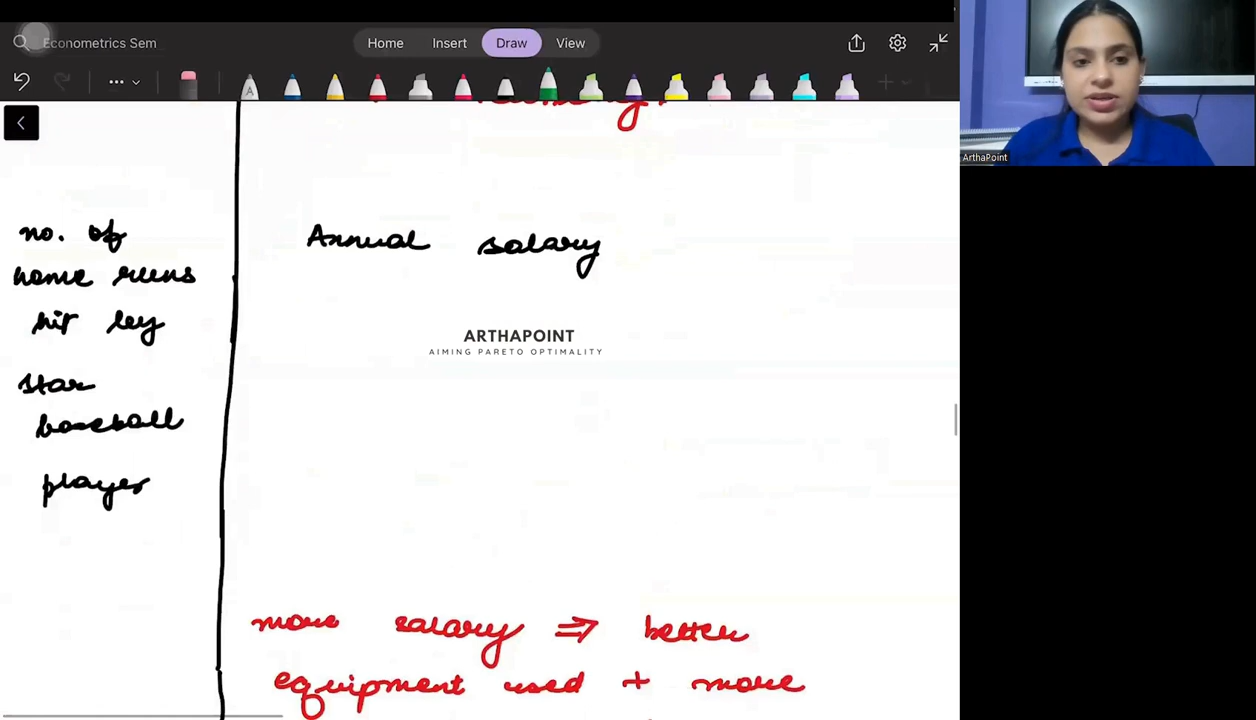 Econometrics Sem
Home Insert Draw View
A
ArthaPoint
no. of
home runs
hit by
star
baseball
player
Annual salary
ARTHAPOINT
AIMING PARETO OPTIMALITY
more salary ⇒ better
equipment used + more